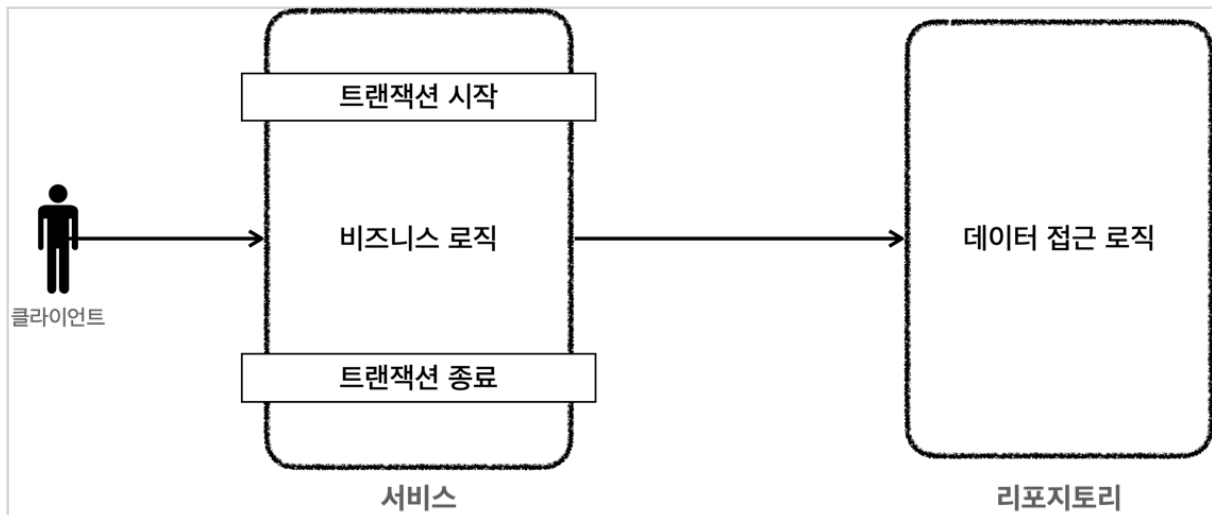 트랜잭션 시작
비즈니스 로직
데이터 접근 로직
클라이언트
트랜잭션 종료
서비스
리포지토리